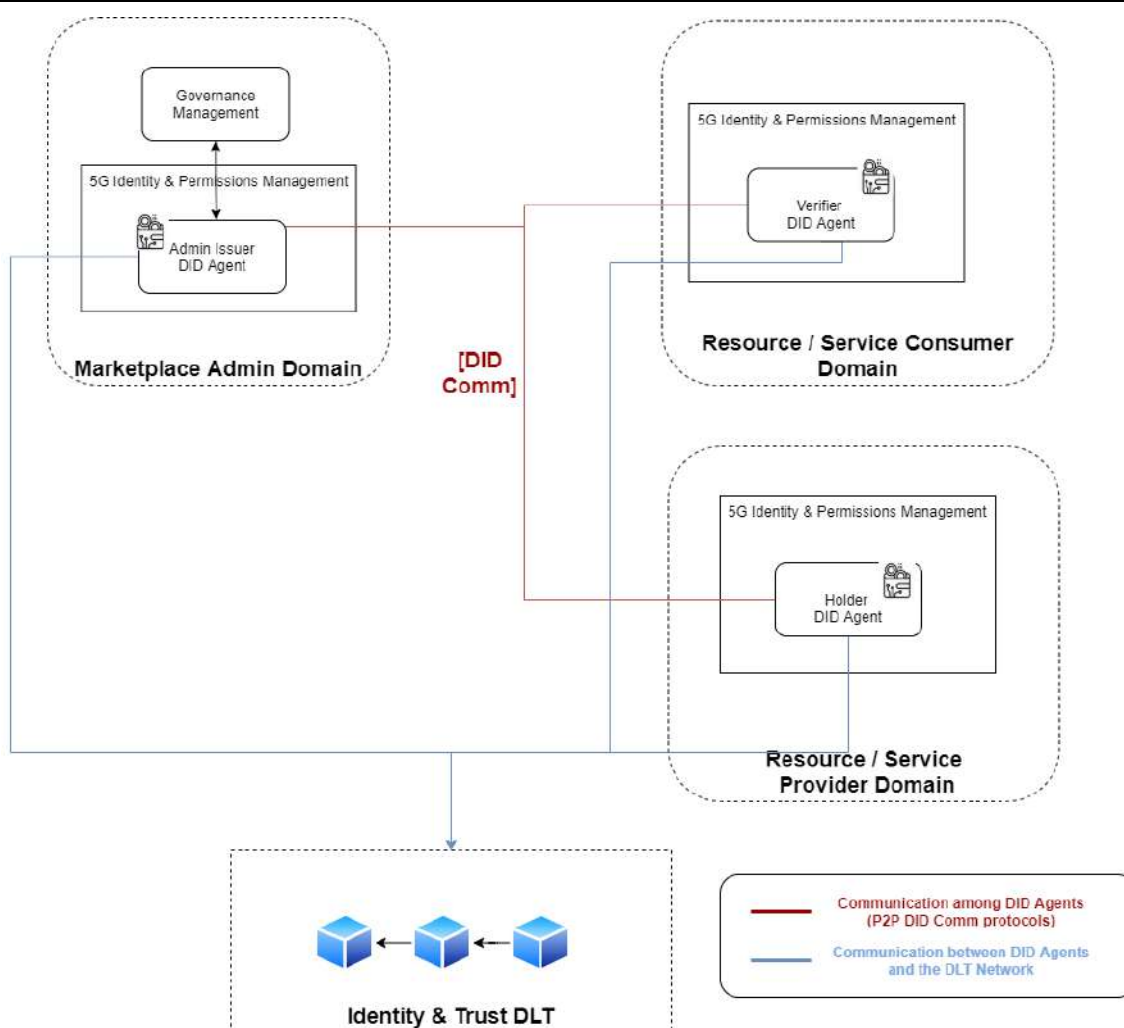 Governance
Management
5G Identity & Permissions Management
Admin Issuer
DID Agent
Marketplace Admin Domain
5G Identity & Permissions Management
Verifier
DID Agent
Resource / Service Consumer
Domain
[DID
Comm]
5G Identity & Permissions Management
Holder
DID Agent
Resource / Service
Provider Domain
Identity & Trust DLT
Communication among DID Agents
(P2P DID Comm protocols)
Communication between DID Agents
and the DLT Network